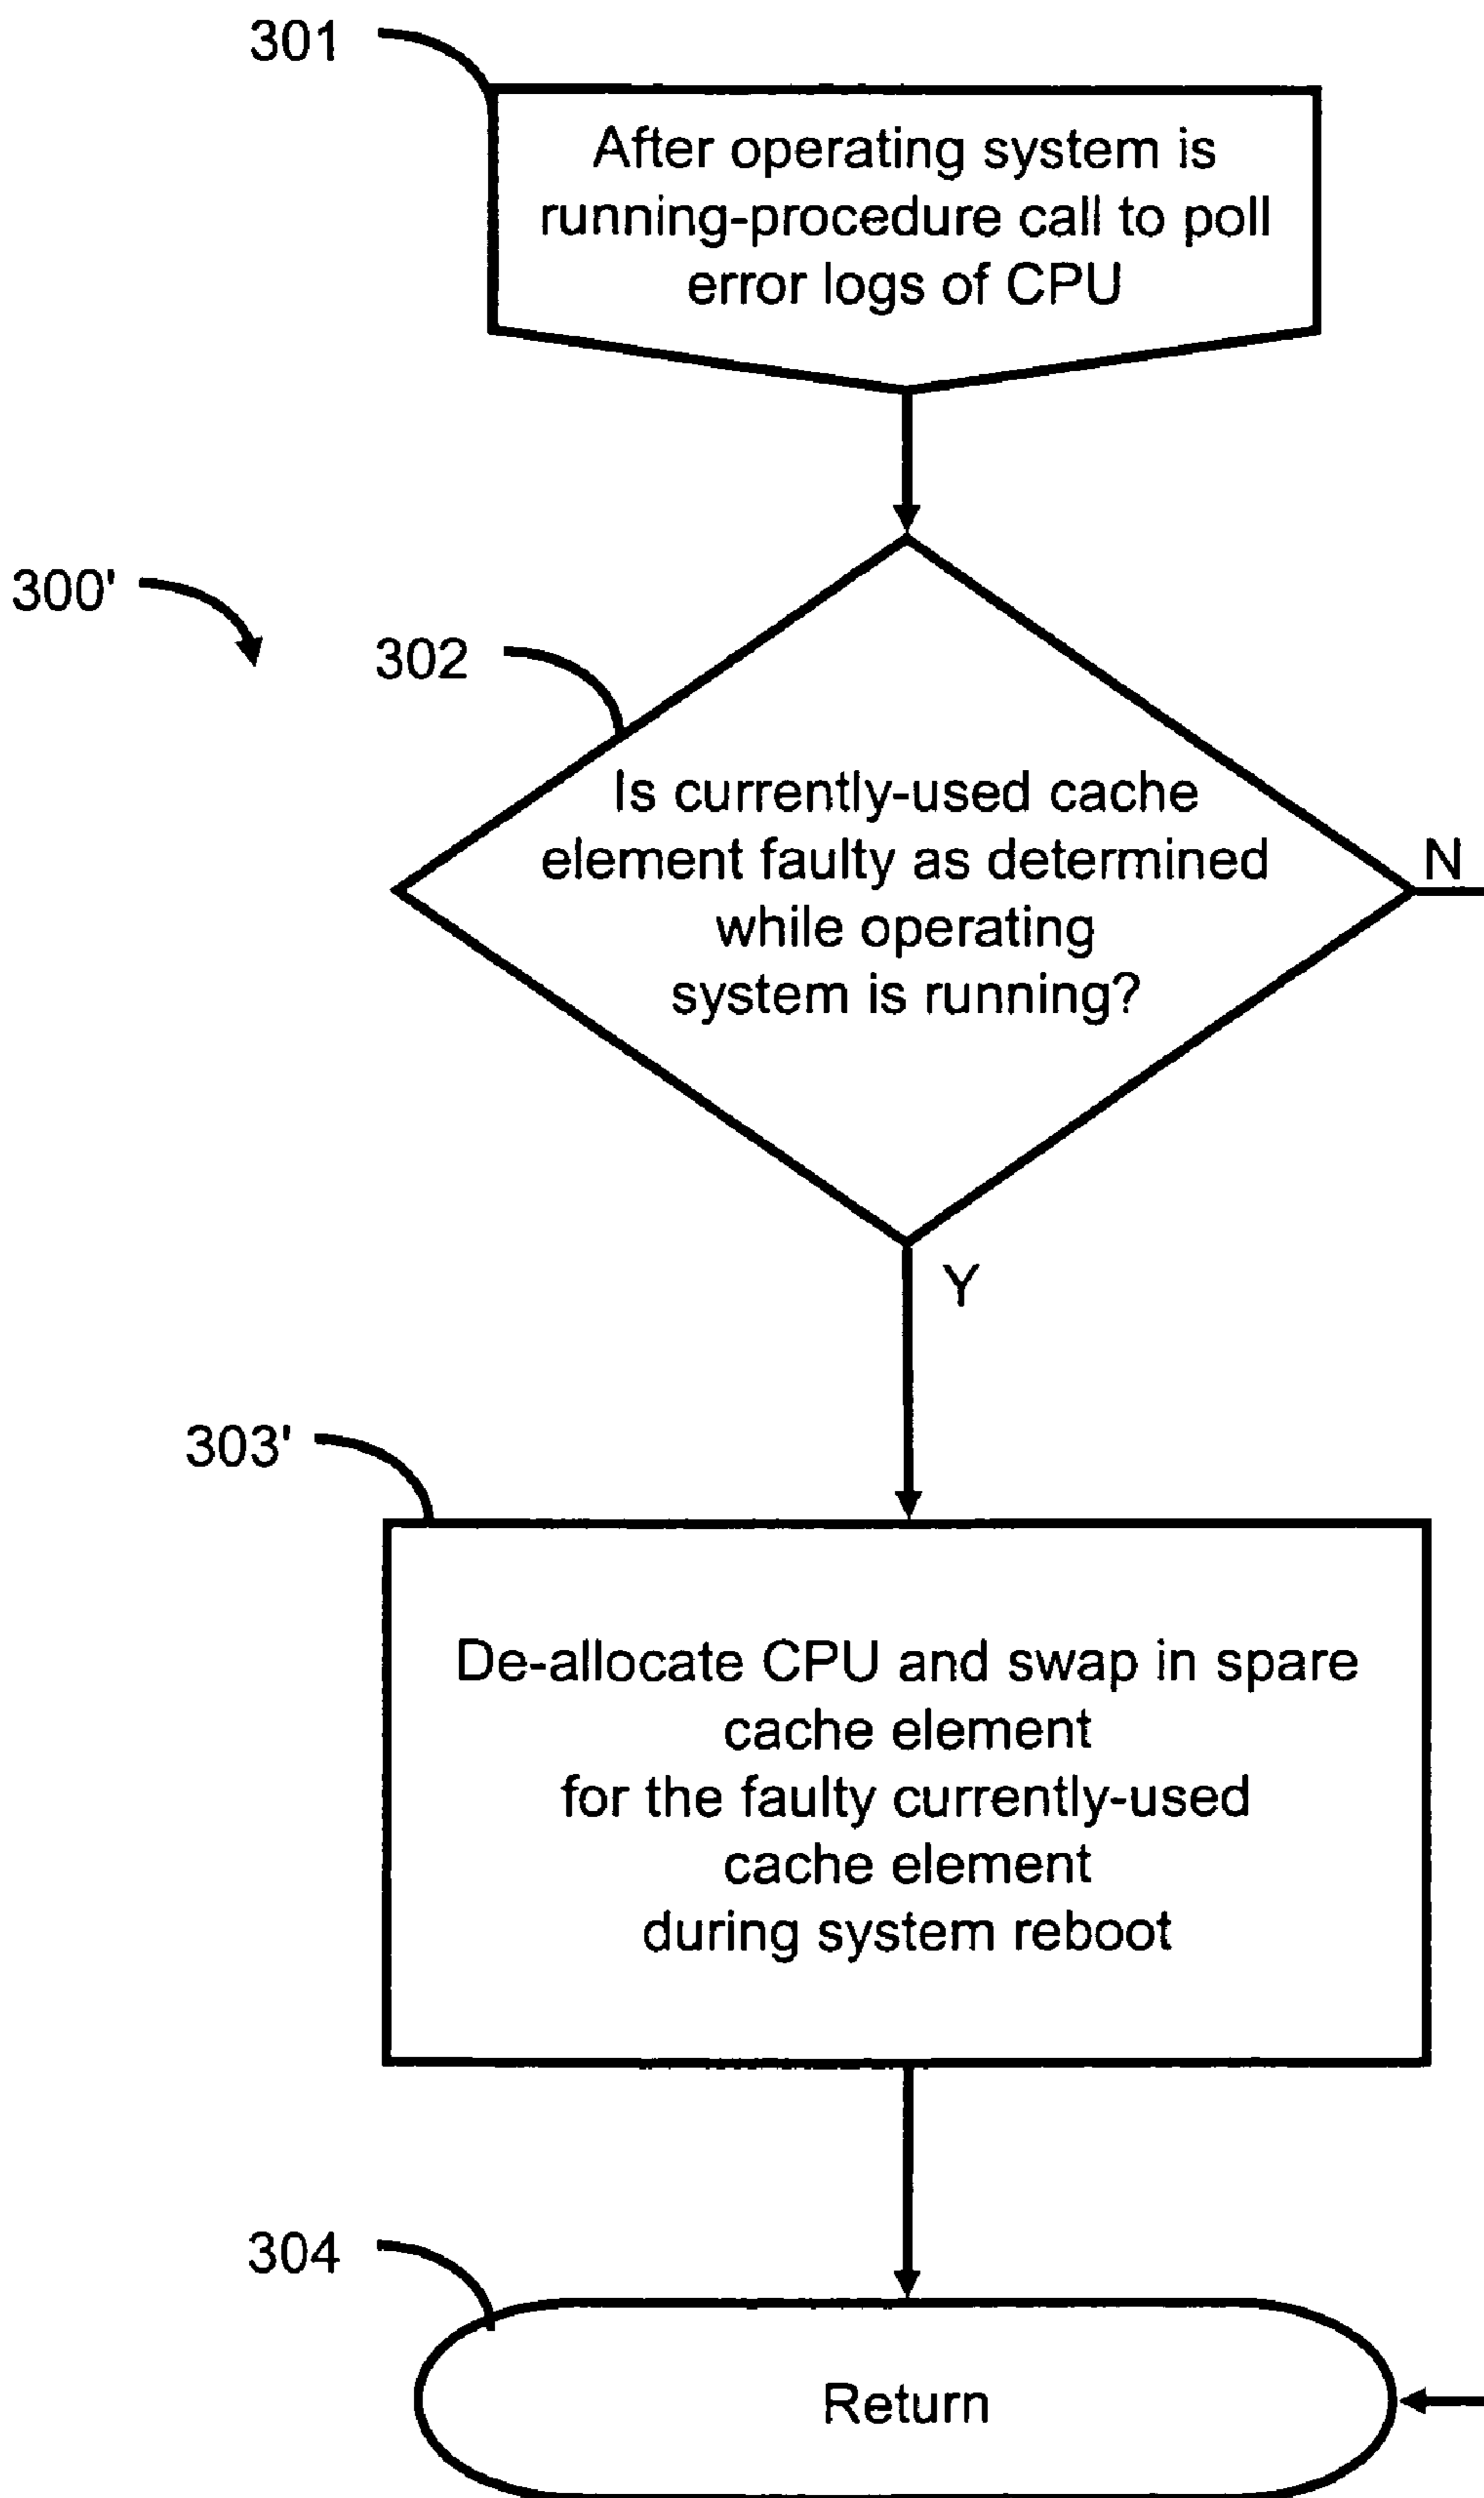 301
After operating system is
running-procedure call to poll
error logs of CPU
300'
302
Is currently-used cache
element faulty as determined
while operating
system is running?
N
Y
303'
De-allocate CPU and swap in spare
cache element
for the faulty currently-used
cache element
during system reboot
304
Return